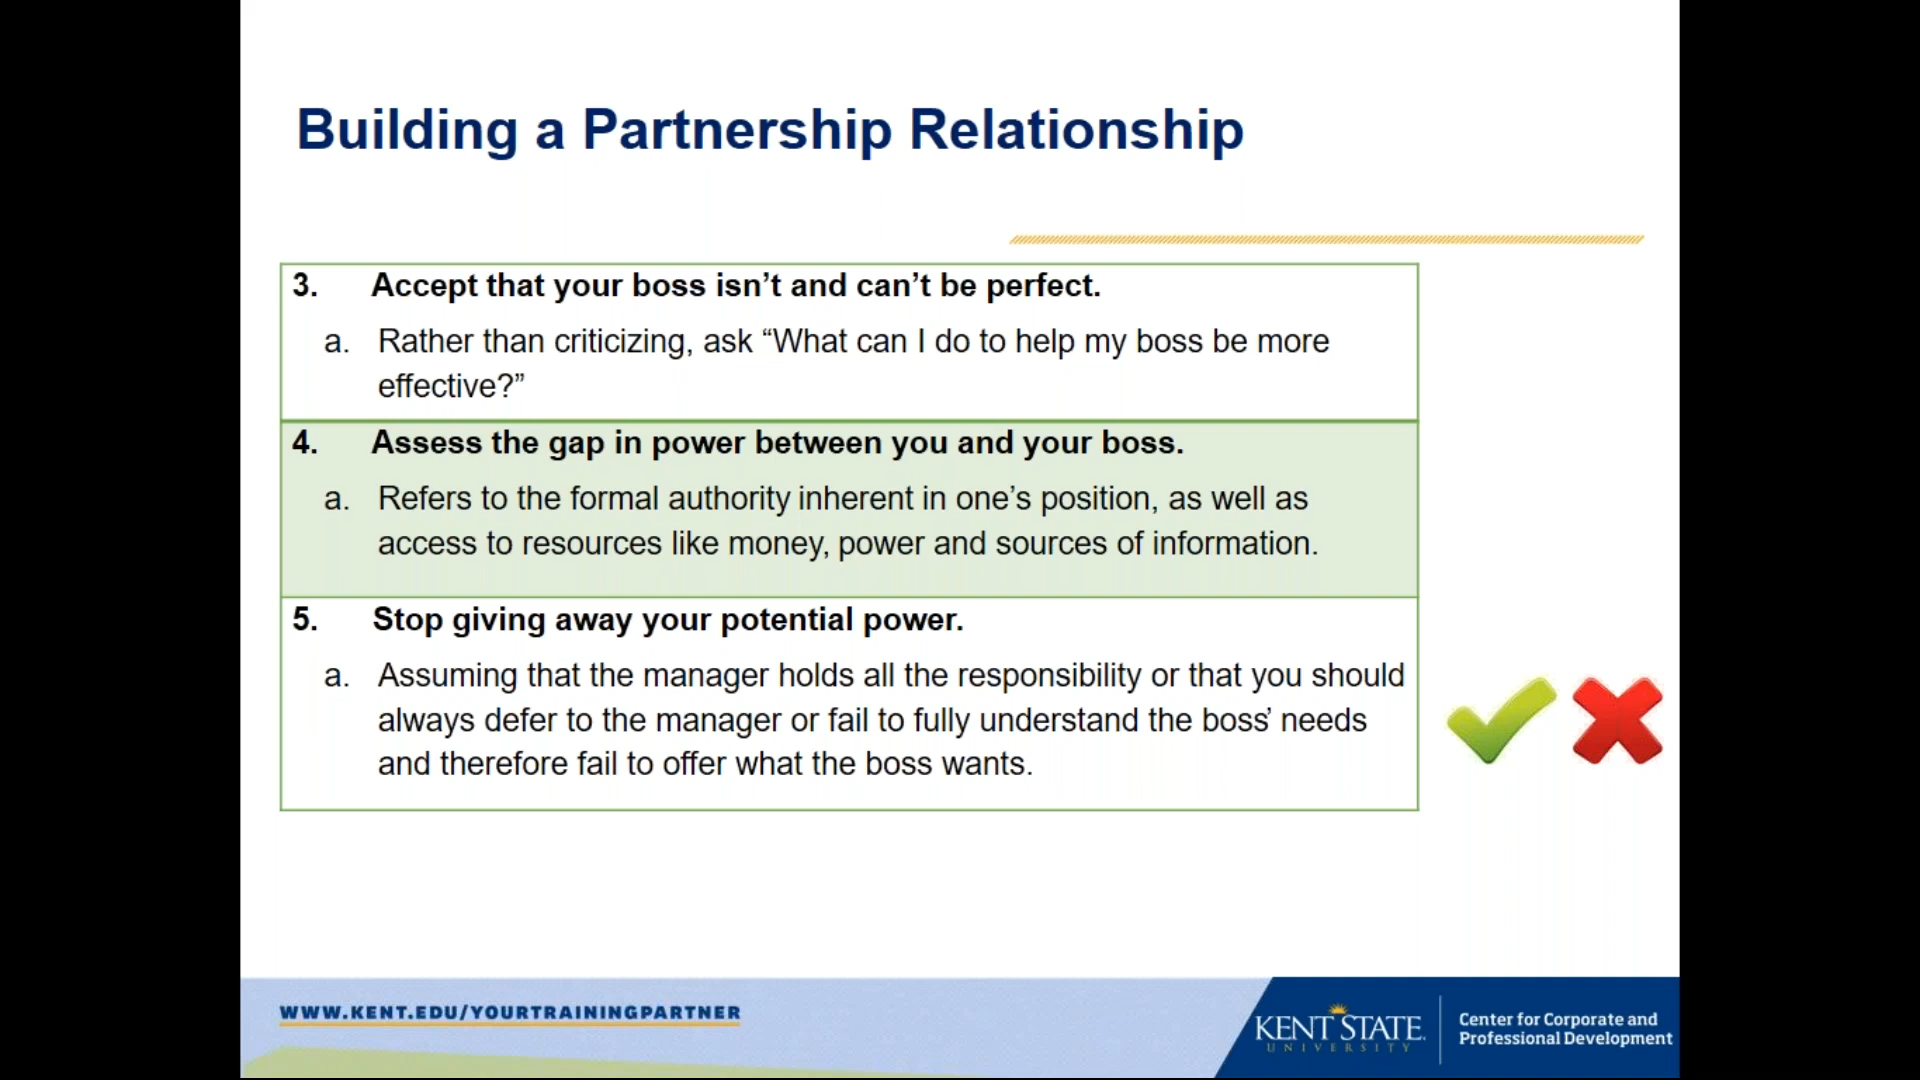 Building a Partnership Relationship
3. Accept that your boss isn’t and can’t be perfect.
a. Rather than criticizing, ask “What can I do to help my boss be more
effective?”
4. Assess the gap in power between you and your boss.
a. Refers to the formal authority inherent in one’s position, as well as
access to resources like money, power and sources of information.
5. Stop giving away your potential power.
a. Assuming that the manager holds all the responsibility or that you should
always defer to the manager or fail to fully understand the boss’ needs
and therefore fail to offer what the boss wants.
WWW.KENT.EDU/YOURTRAININGPARTNER
KENT STATE
UNIVERSITY
Center for Corporate and
Professional Development